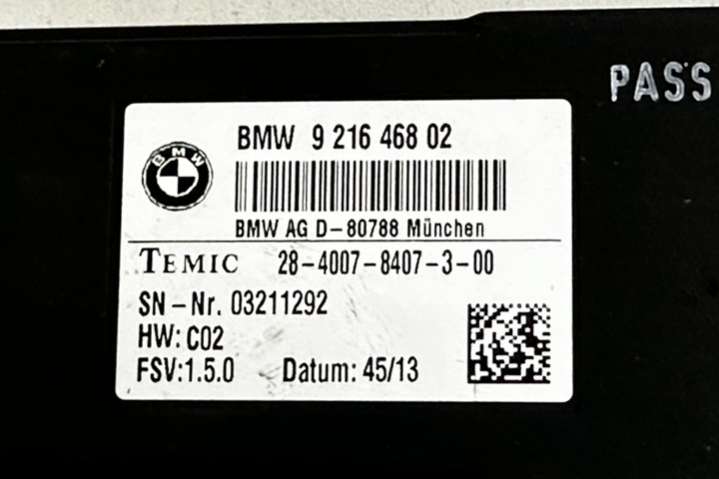 PASS
BMW
BMW 9 216 468 02
BMW AG D-80788 München
TEMIC 28-4007-8407-3-00
SN-Nr. 03211292
HW: C02
FSV:1.5.0 Datum: 45/13